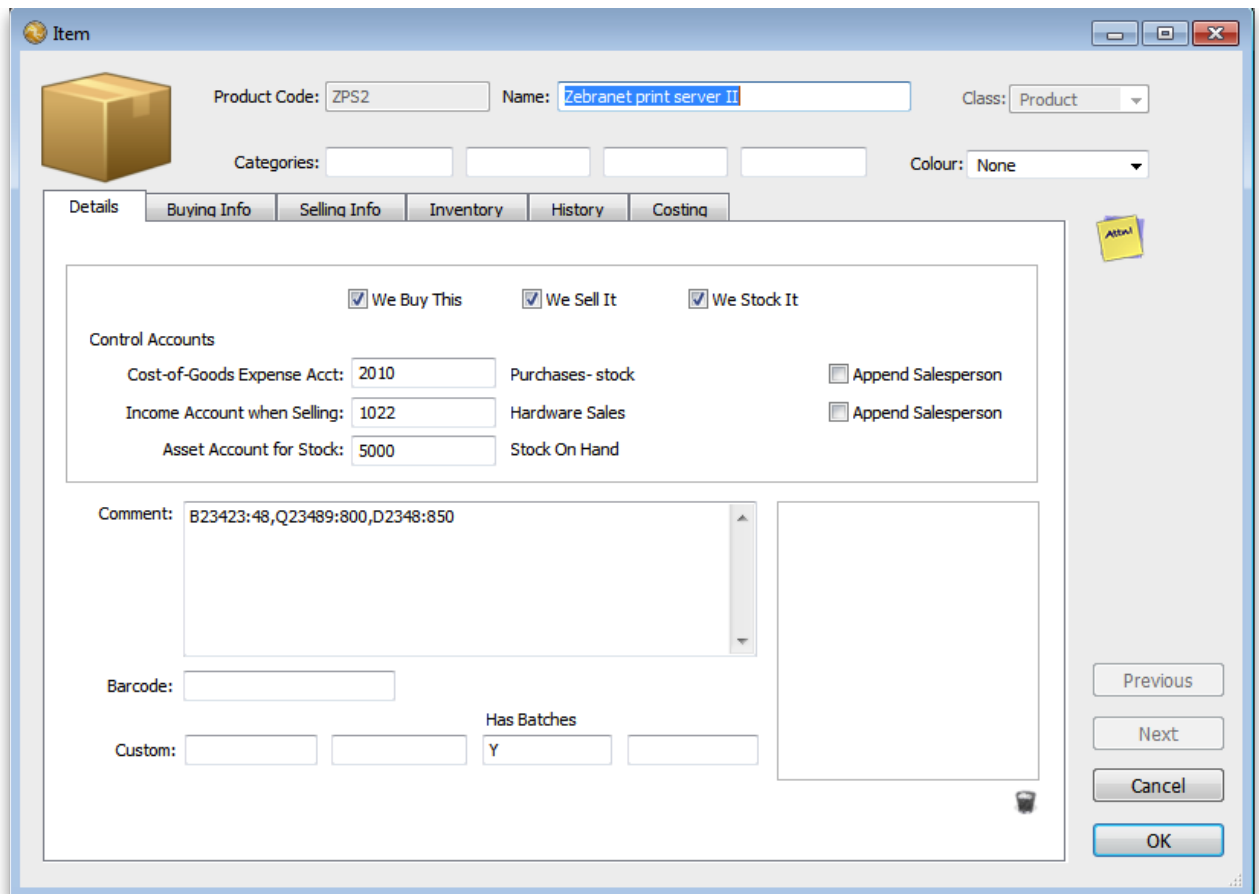 Item
Product Code: ZPS2 Name: Zebranet print server II Class: Product
Categories: Colour: None
Details Buying Info Selling Info Inventory History Costing
Attn!
We Buy This We Sell It We Stock It
Control Accounts
Cost-of-Goods Expense Acct: 2010 Purchases- stock Append Salesperson
Income Account when Selling: 1022 Hardware Sales Append Salesperson
Asset Account for Stock: 5000 Stock On Hand
Comment: B23423:48,Q23489:800,D2348:850
Barcode:
Previous
Has Batches
Next
Custom: Y
Cancel
OK